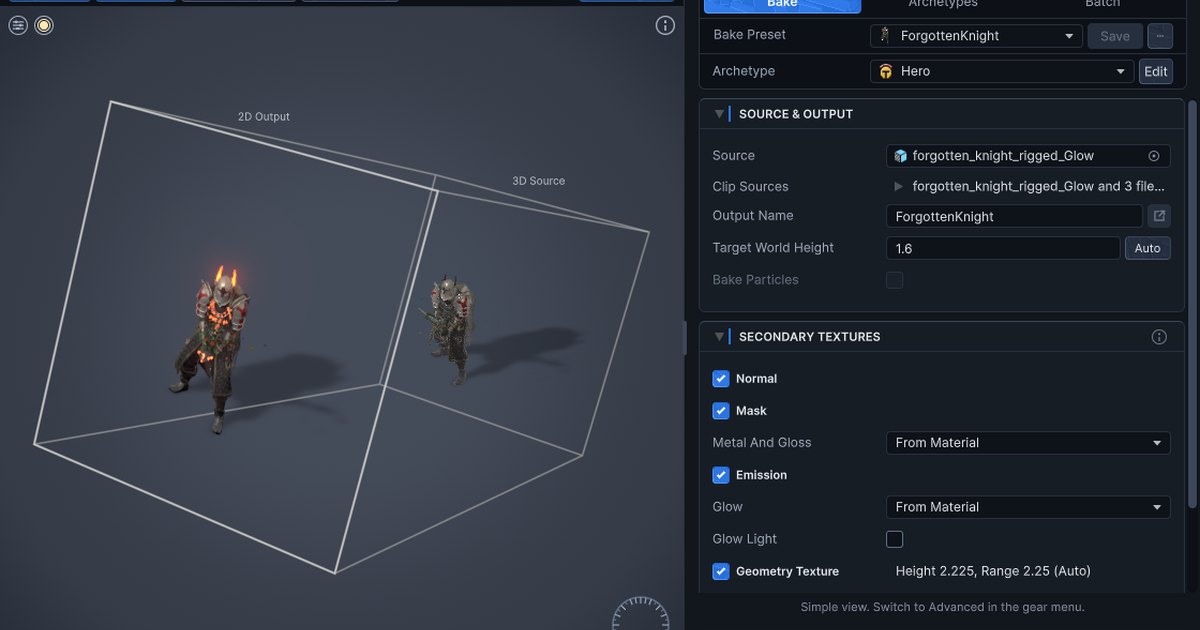 Bake
Archetypes
Batch
Bake Preset
ForgottenKnight
Save
...
Archetype
Hero
Edit
2D Output
3D Source
SOURCE & OUTPUT
Source
forgotten_knight_rigged_Glow
Clip Sources
forgotten_knight_rigged_Glow and 3 file...
Output Name
ForgottenKnight
Target World Height
1.6
Auto
Bake Particles
SECONDARY TEXTURES
Normal
Mask
Metal And Gloss
From Material
Emission
Glow
From Material
Glow Light
Geometry Texture
Height 2.225, Range 2.25 (Auto)
Simple view. Switch to Advanced in the gear menu.